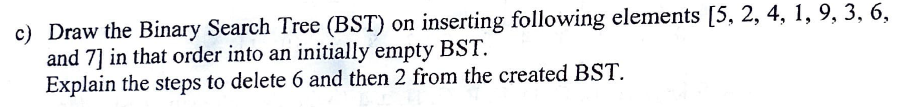 c) Draw the Binary Search Tree (BST) on inserting following elements [5, 2, 4, 1, 9, 3, 6,
and 7] in that order into an initially empty BST.
Explain the steps to delete 6 and then 2 from the created BST.